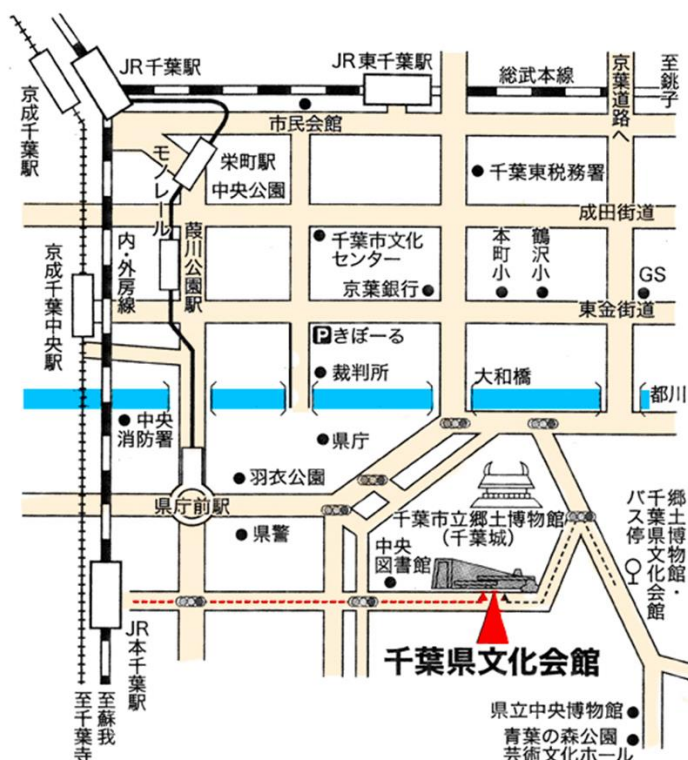 JR千葉駅
JR東千葉駅
総武本線
京葉道路へ
至銚子
京成千葉駅
市民会館
モノレール
栄町駅
中央公園
千葉東税務署
成田街道
葭川公園駅
内・外房線
京成千葉中央駅
千葉市文化
センター
本町小
鶴沢小
京葉銀行
GS
東金街道
P きぼーる
裁判所
大和橋
都川
中央
消防署
県庁
羽衣公園
県庁前駅
県警
千葉市立郷土博物館
(千葉城)
郷土博物館・
千葉県文化会館
バス停
中央
図書館
JR本千葉駅
千葉県文化会館
至蘇我
至千葉寺
県立中央博物館
青葉の森公園
芸術文化ホール